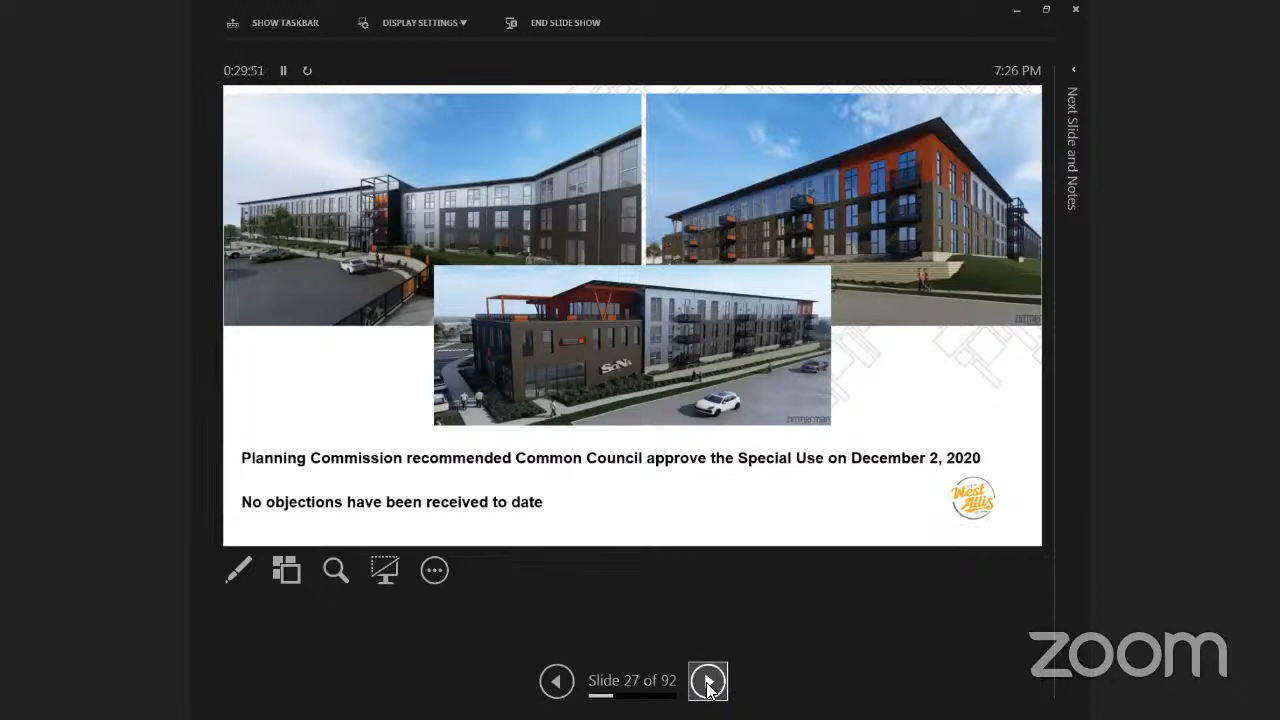 SHOW TASKBAR
DISPLAY SETTINGS ▼
END SLIDE SHOW
0:29:51
7:26 PM
Next Slide and Notes
SoNa
zimmerman
Planning Commission recommended Common Council approve the Special Use on December 2, 2020
No objections have been received to date
West Allis
Slide 27 of 92
zoom